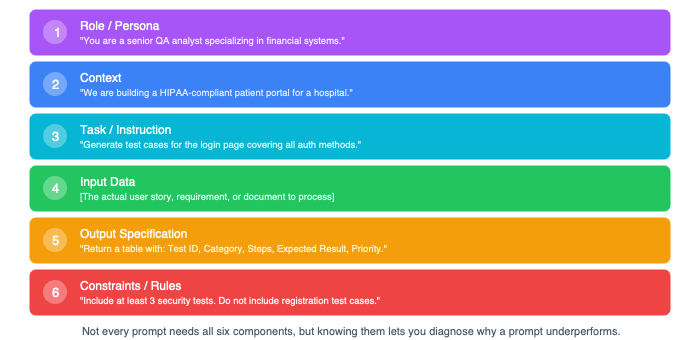 1
Role / Persona
"You are a senior QA analyst specializing in financial systems."
2
Context
"We are building a HIPAA-compliant patient portal for a hospital."
3
Task / Instruction
"Generate test cases for the login page covering all auth methods."
4
Input Data
[The actual user story, requirement, or document to process]
5
Output Specification
"Return a table with: Test ID, Category, Steps, Expected Result, Priority."
6
Constraints / Rules
"Include at least 3 security tests. Do not include registration test cases."
Not every prompt needs all six components, but knowing them lets you diagnose why a prompt underperforms.